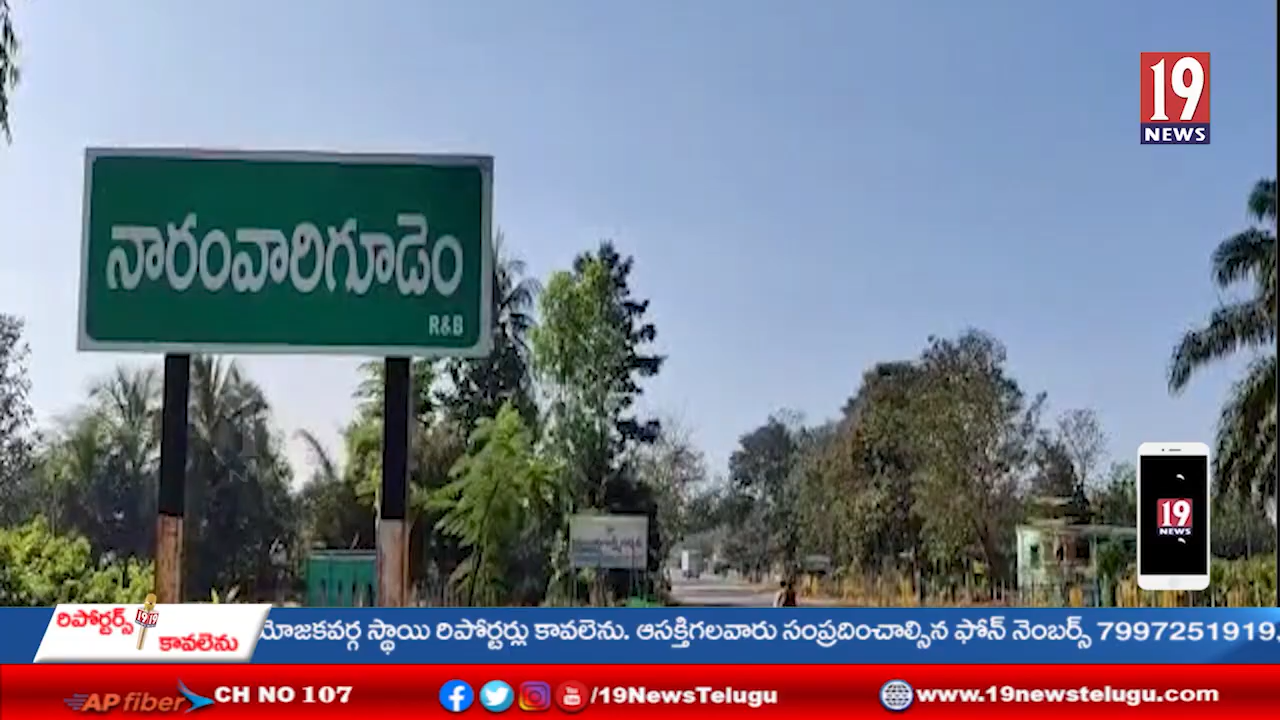 19
NEWS
నారంవారిగూడెం
R&B
19
NEWS
రిపోర్టర్స్
కావలెను
యోజకవర్గ స్థాయి రిపోర్టర్లు కావలెను. ఆసక్తిగలవారు సంప్రదించాల్సిన ఫోన్ నెంబర్స్ 7997251919,
AP fiber CH NO 107
/19NewsTelugu
www.19newstelugu.com